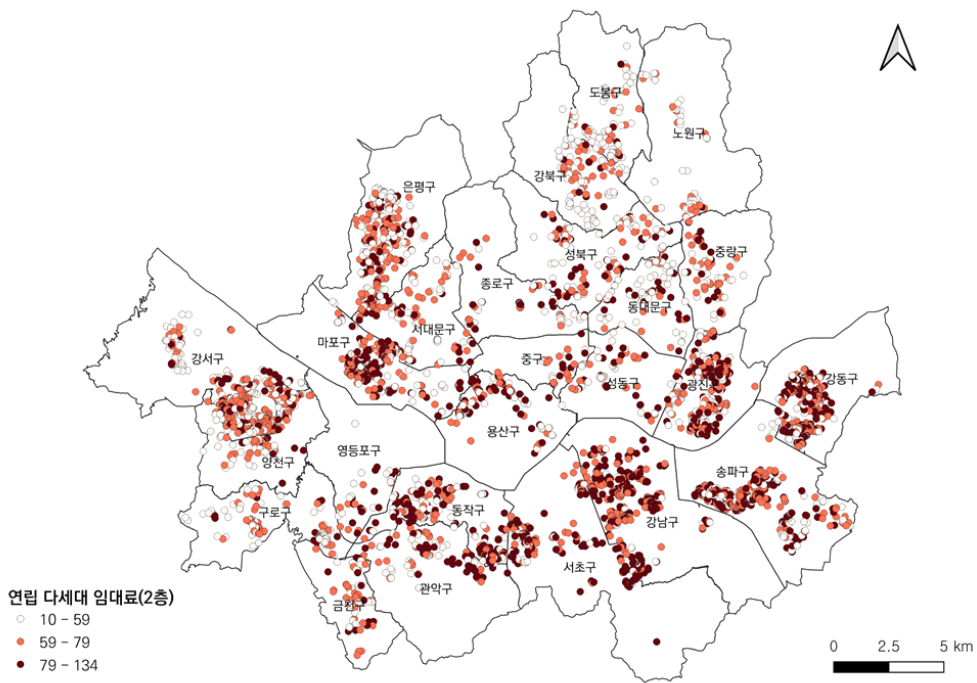 도봉구
노원구
강북구
은평구
성북구
중랑구
종로구
동대문구
서대문구
마포구
강서구
중구
성동구
광진구
강동구
용산구
영등포구
양천구
송파구
구로구
동작구
강남구
서초구
관악구
금천구
연립 다세대 임대료(2층)
10 - 59
59 - 79
79 - 134
0 2.5 5 km